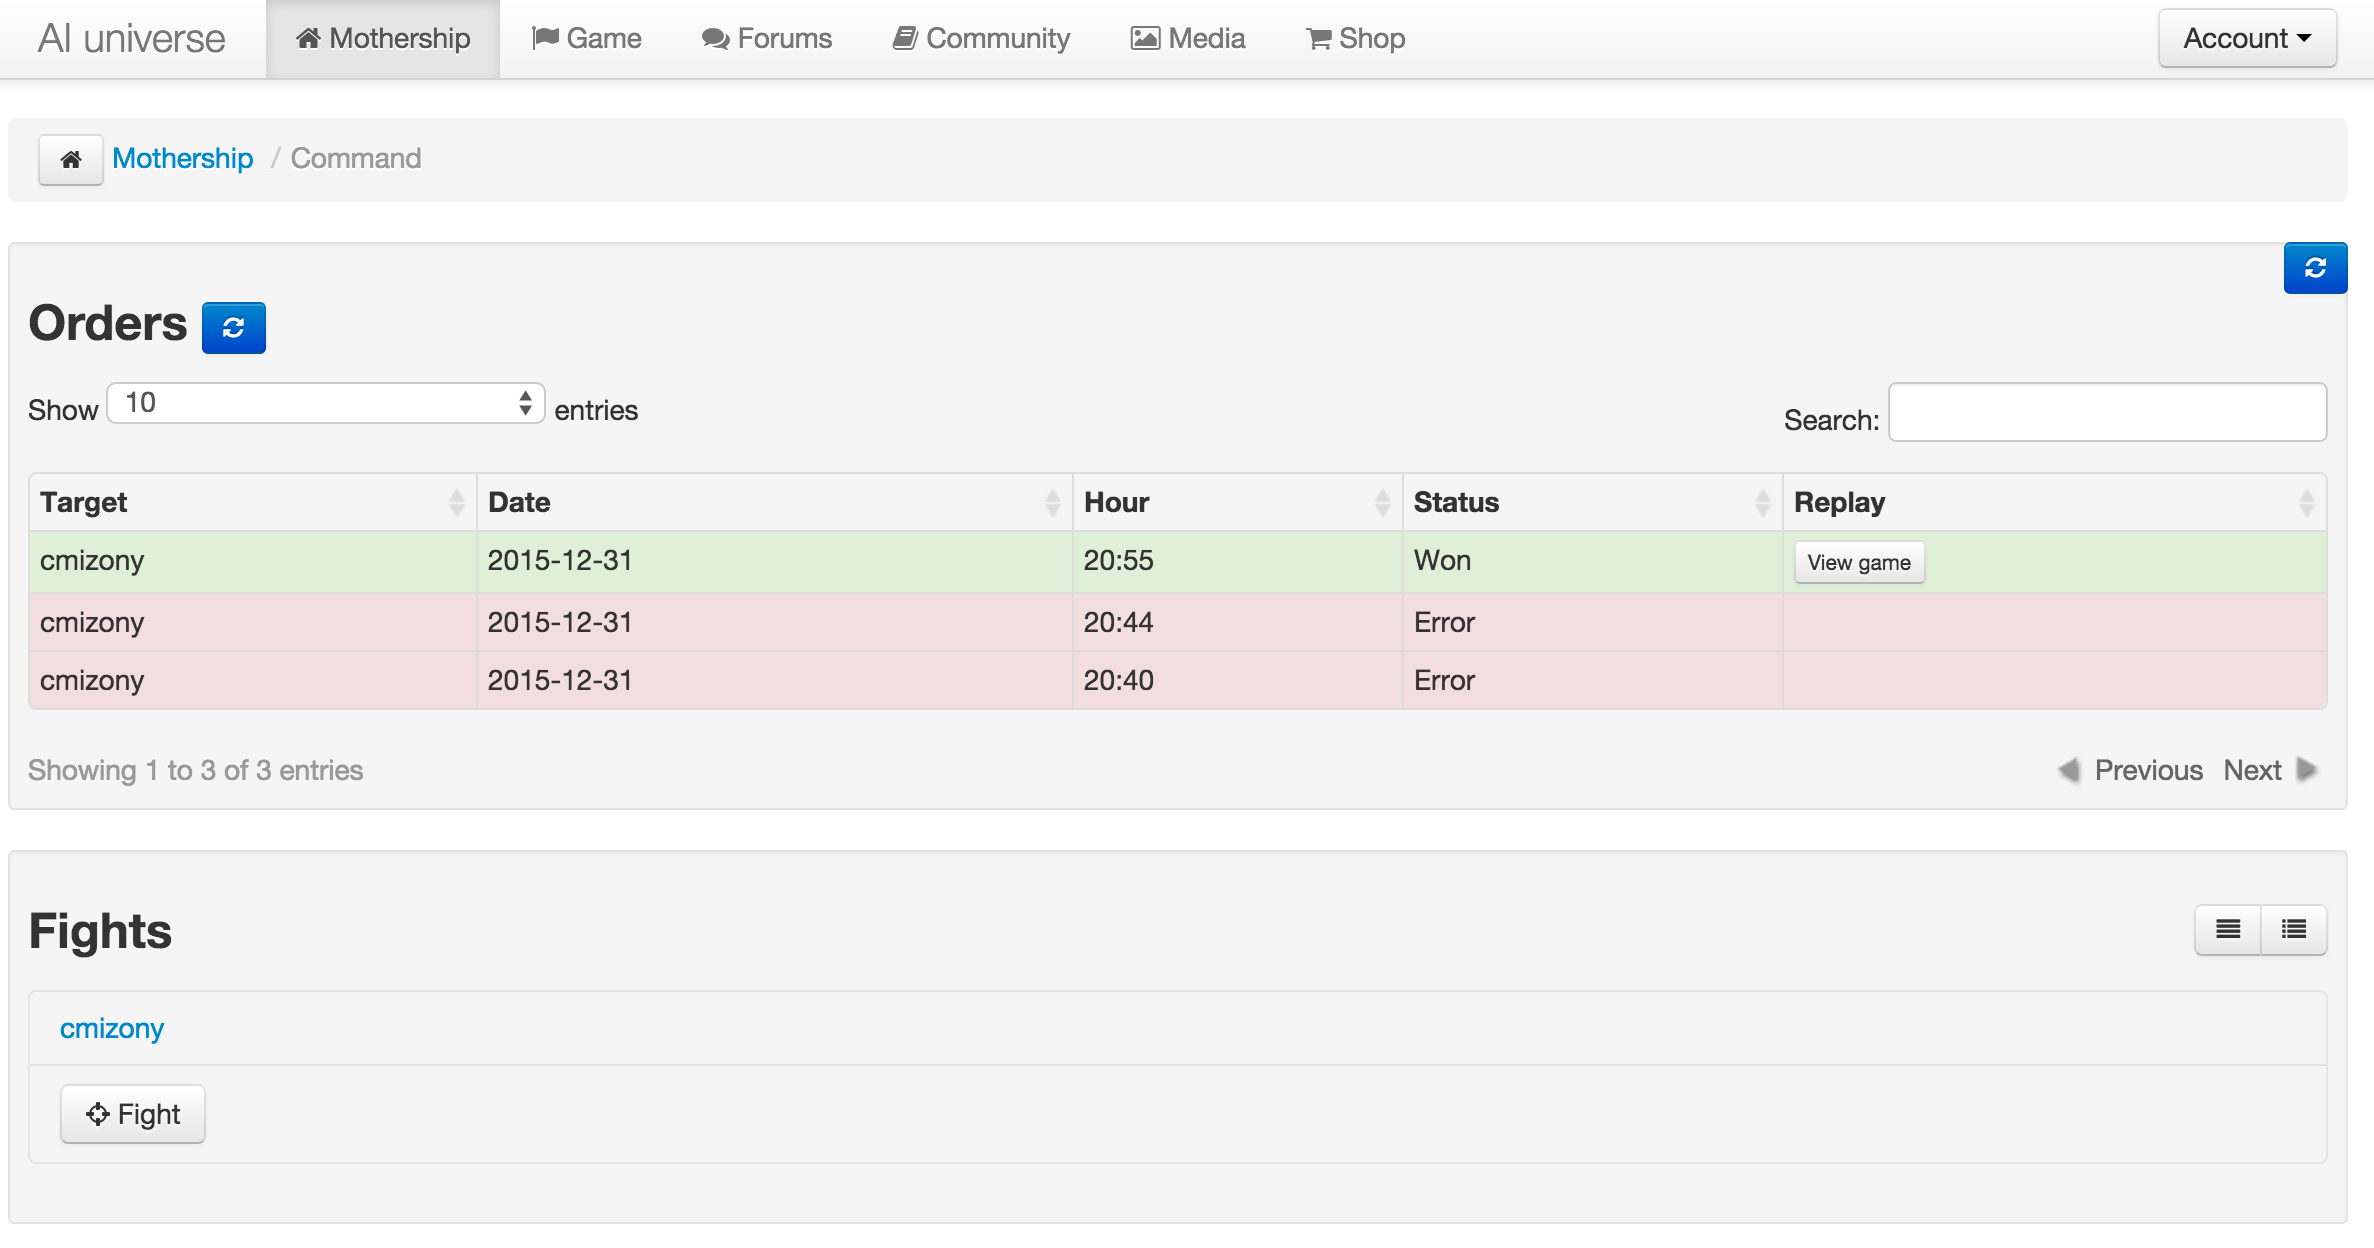 AI universe Mothership Game Forums Community Media Shop Account
Mothership / Command
Orders
Show 10 entries Search:
Target Date Hour Status Replay
cmizony 2015-12-31 20:55 Won View game
cmizony 2015-12-31 20:44 Error
cmizony 2015-12-31 20:40 Error
Showing 1 to 3 of 3 entries Previous Next
Fights
cmizony
Fight